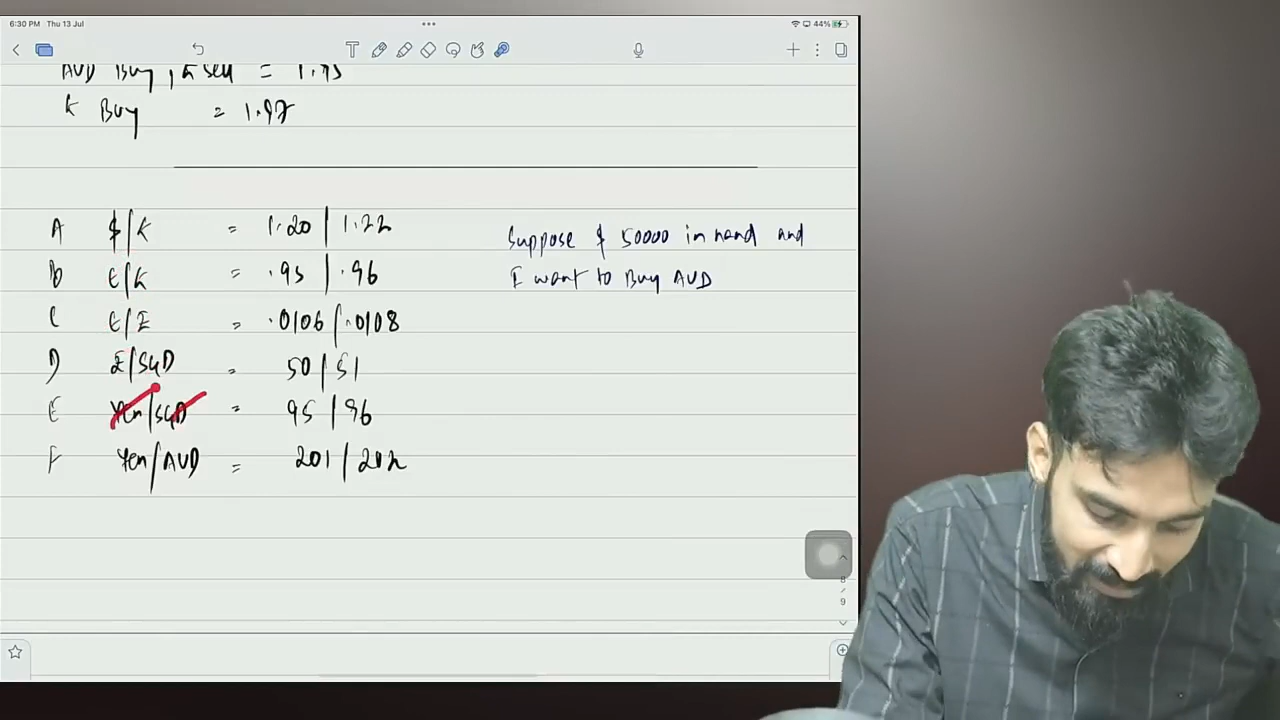 6:30 PM Thu 13 Jul
44%
AUD Buy, K sell = 1.95
K Buy = 1.97
A $/K = 1.20 | 1.22
B €/K = .95 | .96
C €/I = .0106 | .0108
D I/SGD = 50 | 51
E Yen/SGD = 95 | 96
F Yen/AUD = 201 | 202
Suppose $ 50000 in hand and
I want to Buy AUD
8
9